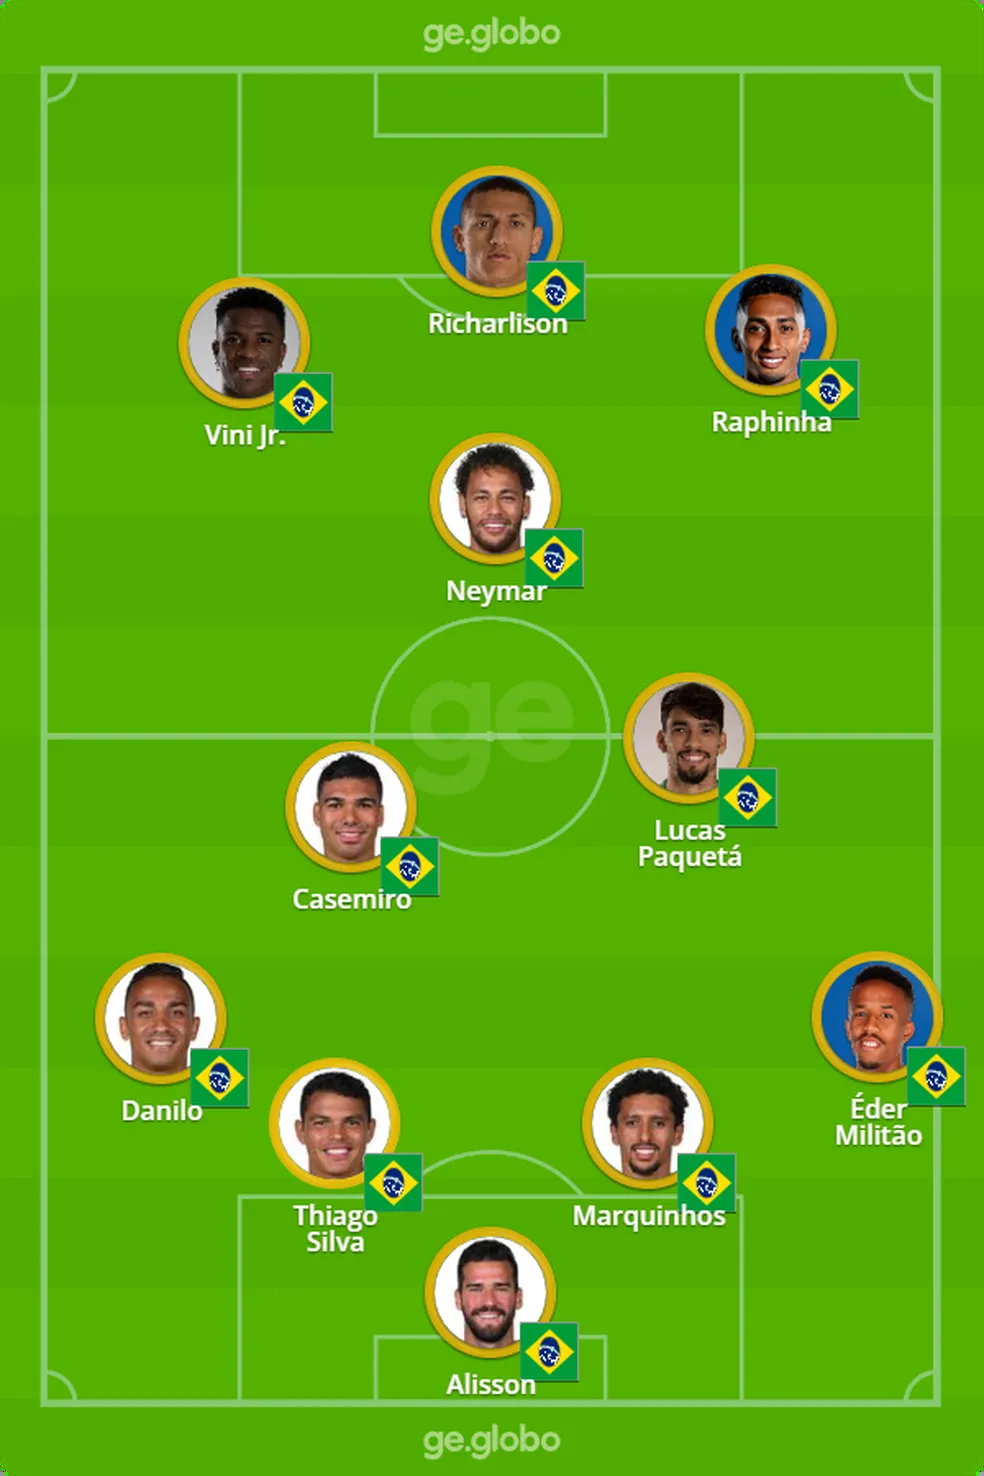 ge.globo
Richarlison
Vini Jr.
Raphinha
Neymar
ge
Lucas
Paquetá
Casemiro
Danilo
Éder
Militão
Thiago
Silva
Marquinhos
Alisson
ge.globo